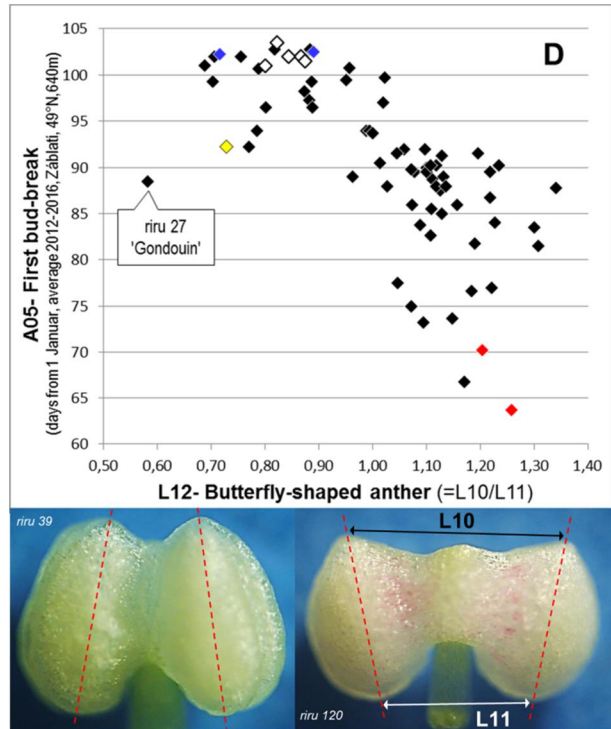 D
105
100
95
90
85
80
75
70
65
60
A05- First bud-break
(days from 1 Januar, average 2012-2016, Záblatí, 49°N,640m)
riru 27
'Gondouin'
0,50 0,60 0,70 0,80 0,90 1,00 1,10 1,20 1,30 1,40
L12- Butterfly-shaped anther (=L10/L11)
riru 39
L10
riru 120
L11